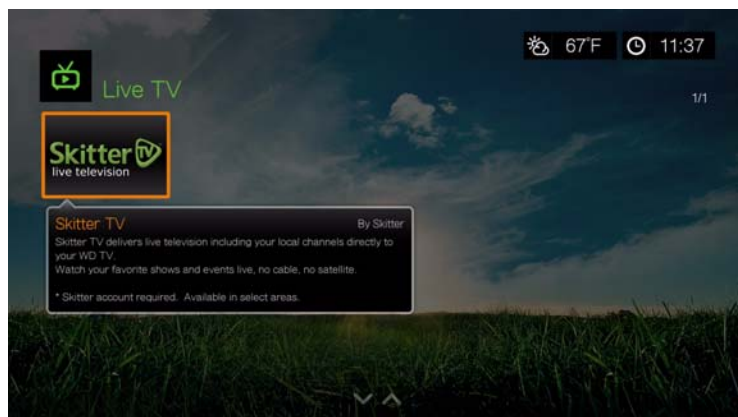 67°F
11:37
Live TV
1/1
Skitter TV
live television
Skitter TV
By Skitter
Skitter TV delivers live television including your local channels directly to
your WD TV.
Watch your favorite shows and events live, no cable, no satellite.
* Skitter account required. Available in select areas.